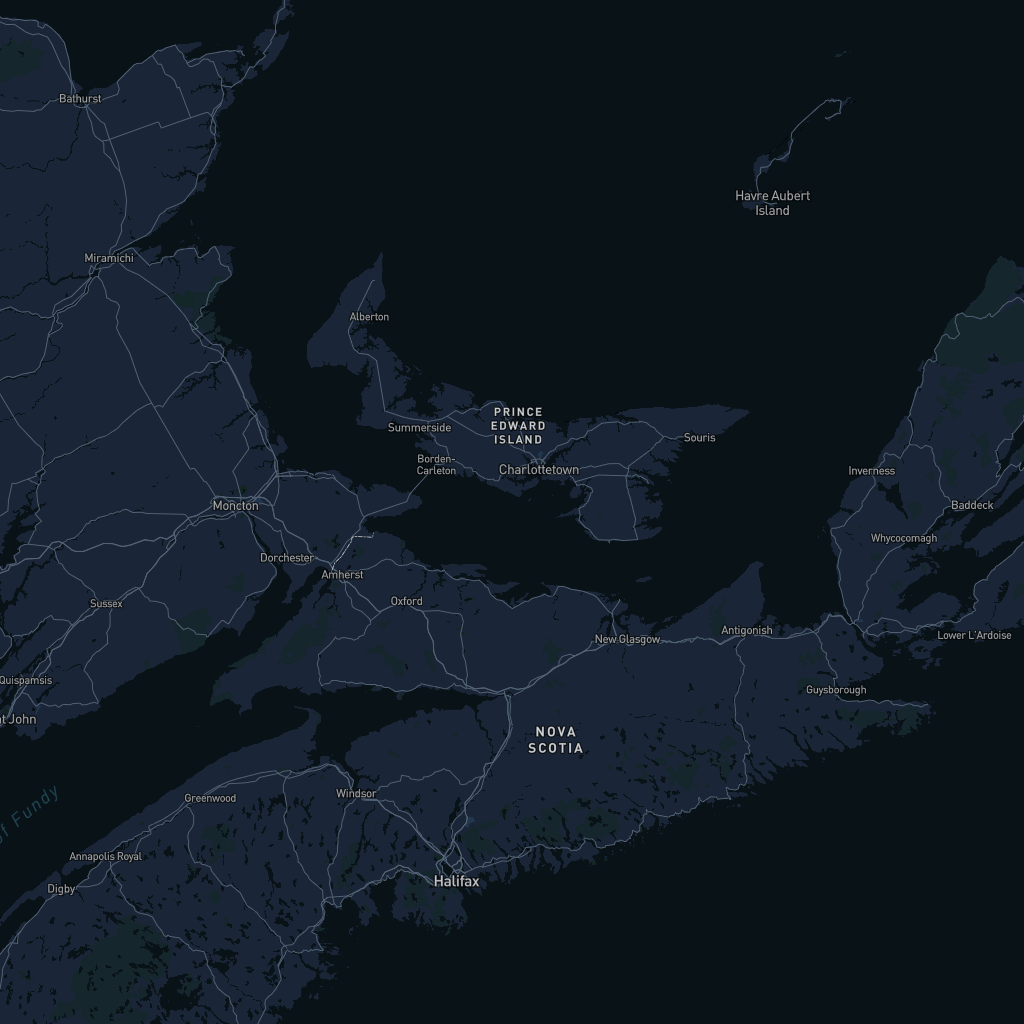 Bathurst
Havre Aubert
Island
Miramichi
Alberton
PRINCE
EDWARD
ISLAND
Summerside
Souris
Borden-
Carleton
Charlottetown
Inverness
Moncton
Baddeck
Whycocomagh
Dorchester
Amherst
Oxford
Sussex
New Glasgow
Antigonish
Lower L'Ardoise
Quispamsis
Guysborough
t John
NOVA
SCOTIA
Windsor
Greenwood
of Fundy
Annapolis Royal
Digby
Halifax